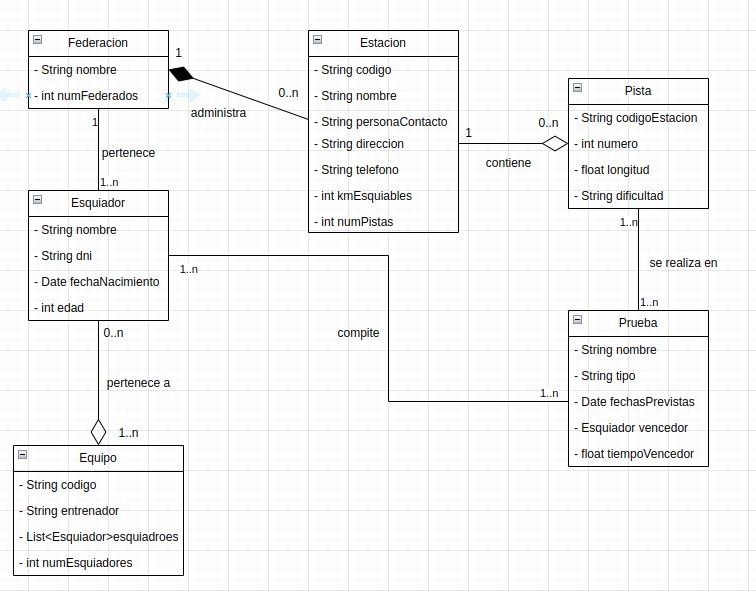 Federacion
- String nombre
- int numFederados
1
administra
0..n
Estacion
- String codigo
- String nombre
- String personaContacto
- String direccion
- String telefono
- int kmEsquiables
- int numPistas
1
contiene
0..n
Pista
- String codigoEstacion
- int numero
- float longitud
- String dificultad
1
pertenece
1..n
Esquiador
- String nombre
- String dni
- Date fechaNacimiento
- int edad
1..n
compite
1..n
1..n
se realiza en
1..n
Prueba
- String nombre
- String tipo
- Date fechasPrevistas
- Esquiador vencedor
- float tiempoVencedor
0..n
pertenece a
1..n
Equipo
- String codigo
- String entrenador
- List<Esquiador>esquiadroes
- int numEsquiadores